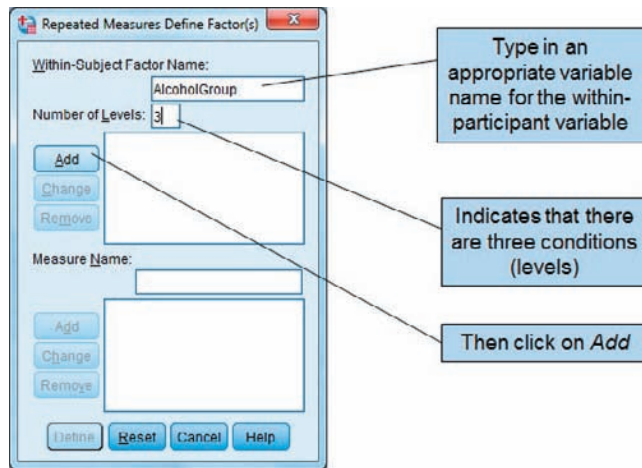 Repeated Measures Define Factor(s)
Within-Subject Factor Name:
AlcoholGroup
Number of Levels: 3
Add
Change
Remove
Measure Name:
Add
Change
Remove
Define Reset Cancel Help
Type in an
appropriate variable
name for the within-
participant variable
Indicates that there
are three conditions
(levels)
Then click on Add